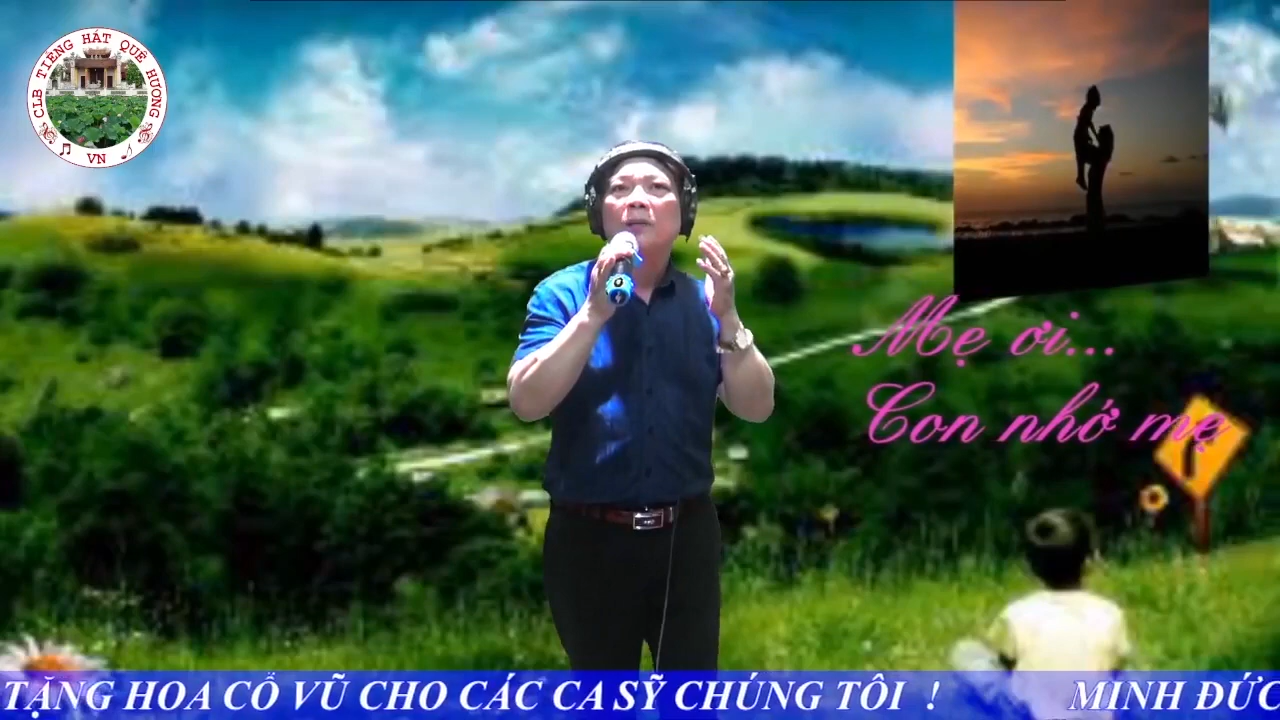 CLB TIẾNG HÁT QUÊ HƯƠNG
VN
Mẹ ơi...
Con nhớ mẹ
TẶNG HOA CỔ VŨ CHO CÁC CA SỸ CHÚNG TÔI ! MINH ĐỨC